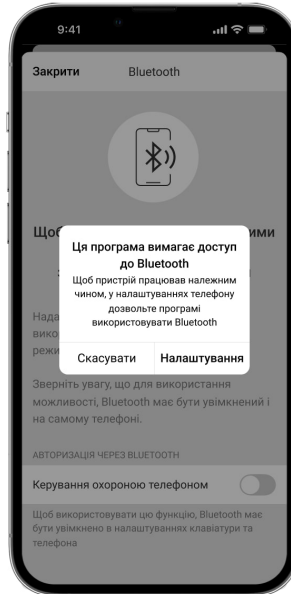 9:41
Закрити Bluetooth
Щоб ими
Ця програма вимагає доступ
до Bluetooth
Щоб пристрій працював належним
чином, у налаштуваннях телефону
дозвольте програмі
використовувати Bluetooth
Скасувати Налаштування
Нада
вико
режи
Зверніть увагу, що для використання
можливості, Bluetooth має бути увімкнений і
на самому телефоні.
АВТОРИЗАЦІЯ ЧЕРЕЗ BLUETOOTH
Керування охороною телефоном
Щоб використовувати цю функцію, Bluetooth має
бути увімкнено в налаштуваннях клавіатури та
телефона